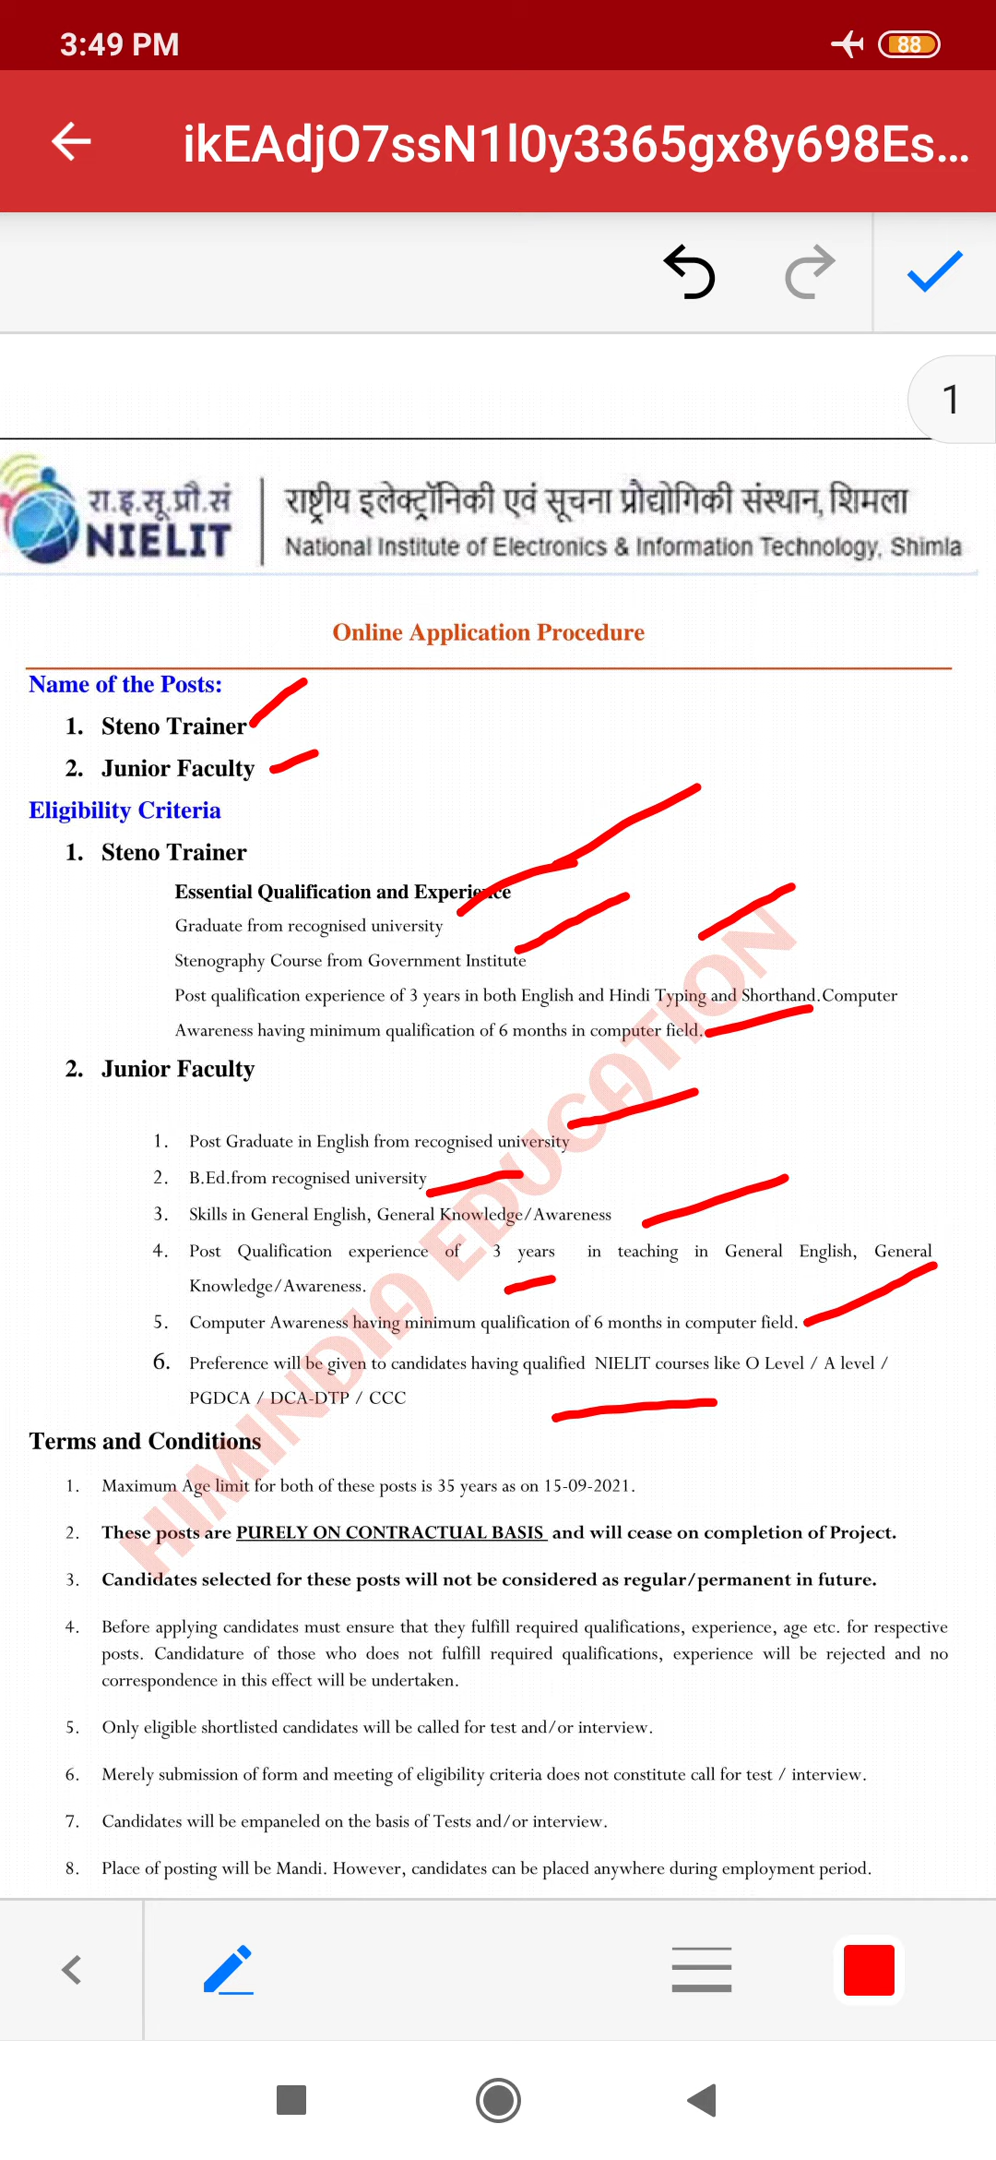 3:49 PM
88
ikEAdjO7ssN1l0y3365gx8y698Es...
1
रा.इ.सू.प्रौ.सं
NIELIT
राष्ट्रीय इलेक्ट्रॉनिकी एवं सूचना प्रौद्योगिकी संस्थान, शिमला
National Institute of Electronics & Information Technology, Shimla
Online Application Procedure
Name of the Posts:
1. Steno Trainer
2. Junior Faculty
Eligibility Criteria
1. Steno Trainer
Essential Qualification and Experience
Graduate from recognised university
Stenography Course from Government Institute
Post qualification experience of 3 years in both English and Hindi Typing and Shorthand.Computer
Awareness having minimum qualification of 6 months in computer field.
2. Junior Faculty
1. Post Graduate in English from recognised university
2. B.Ed.from recognised university
3. Skills in General English, General Knowledge/Awareness
4. Post Qualification experience of 3 years in teaching in General English, General
Knowledge/Awareness.
5. Computer Awareness having minimum qualification of 6 months in computer field.
6. Preference will be given to candidates having qualified NIELIT courses like O Level / A level /
PGDCA / DCA-DTP / CCC
HIMINDIA EDUCATION
Terms and Conditions
1. Maximum Age limit for both of these posts is 35 years as on 15-09-2021.
2. These posts are PURELY ON CONTRACTUAL BASIS and will cease on completion of Project.
3. Candidates selected for these posts will not be considered as regular/permanent in future.
4. Before applying candidates must ensure that they fulfill required qualifications, experience, age etc. for respective
posts. Candidature of those who does not fulfill required qualifications, experience will be rejected and no
correspondence in this effect will be undertaken.
5. Only eligible shortlisted candidates will be called for test and/or interview.
6. Merely submission of form and meeting of eligibility criteria does not constitute call for test / interview.
7. Candidates will be empaneled on the basis of Tests and/or interview.
8. Place of posting will be Mandi. However, candidates can be placed anywhere during employment period.